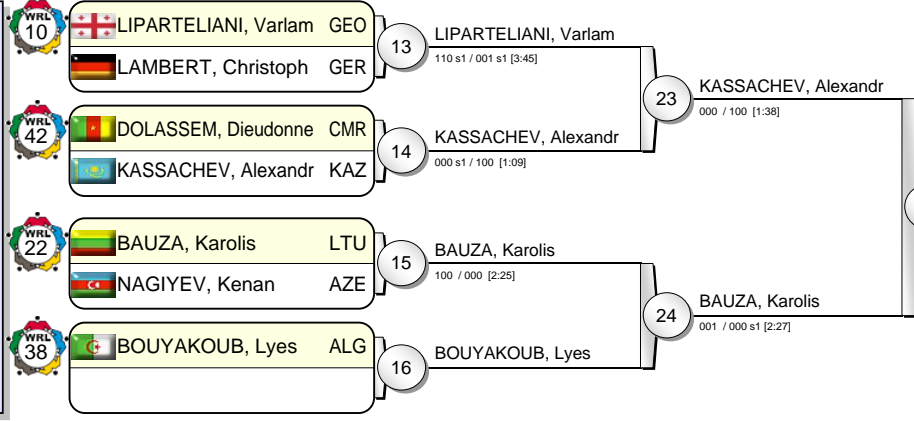 WRL
10
LIPARTELIANI, Varlam GEO
LAMBERT, Christoph GER
13
LIPARTELIANI, Varlam
110 s1 / 001 s1 [3:45]
WRL
42
DOLASSEM, Dieudonne CMR
KASSACHEV, Alexandr KAZ
14
KASSACHEV, Alexandr
000 s1 / 100 [1:09]
23
KASSACHEV, Alexandr
000 / 100 [1:38]
WRL
22
BAUZA, Karolis LTU
NAGIYEV, Kenan AZE
15
BAUZA, Karolis
100 / 000 [2:25]
WRL
38
BOUYAKOUB, Lyes ALG
16
BOUYAKOUB, Lyes
24
BAUZA, Karolis
001 / 000 s1 [2:27]